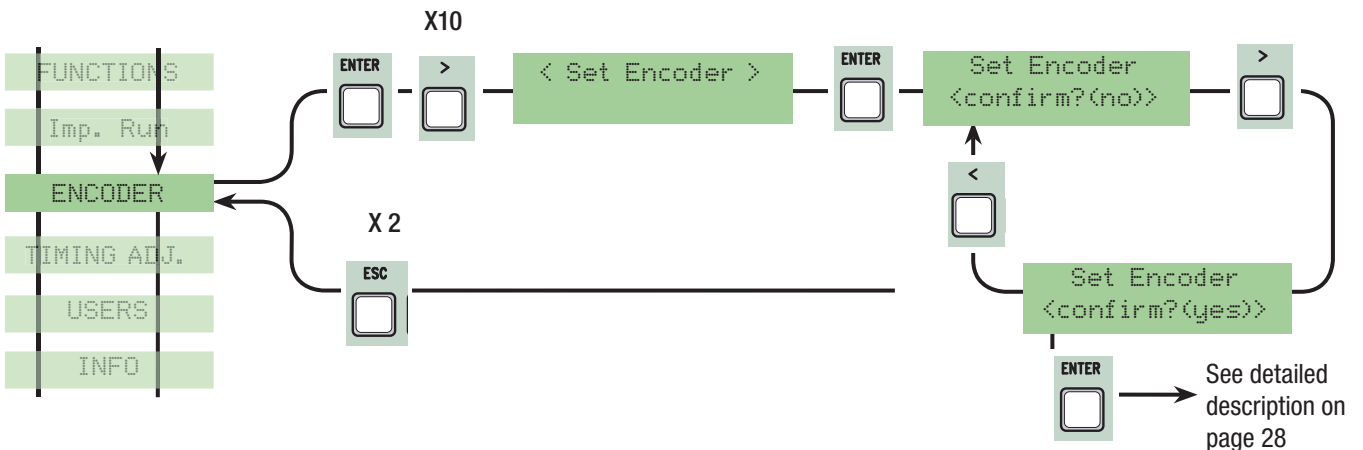 X10
FUNCTIONS
Imp. Run
ENCODER
TIMING ADJ.
USERS
INFO
ENTER
>
< Set Encoder >
ENTER
Set Encoder
<confirm?(no)>
>
<
Set Encoder
<confirm?(yes)>
X 2
ESC
ENTER
See detailed
description on
page 28